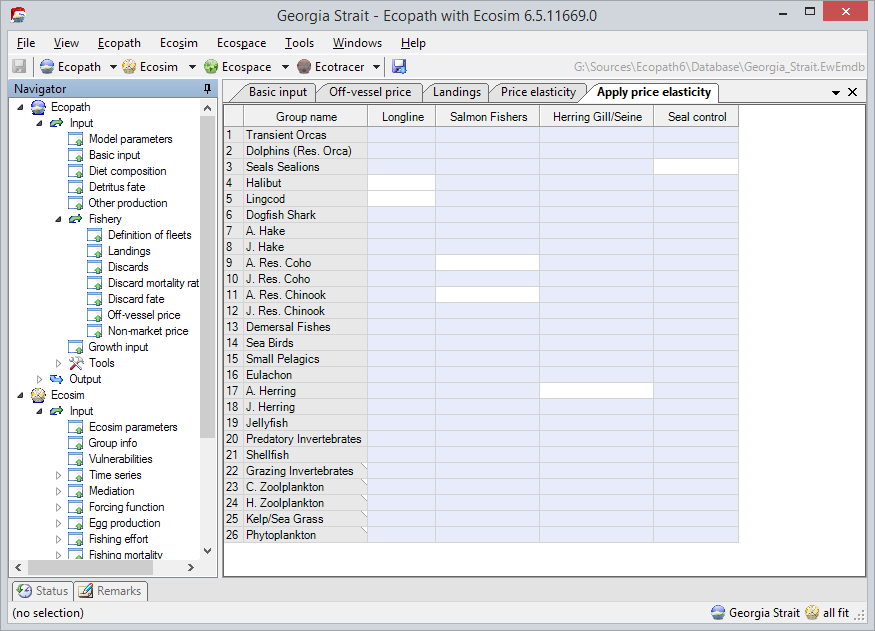 Georgia Strait - Ecopath with Ecosim 6.5.11669.0
File View Ecopath Ecosim Ecospace Tools Windows Help
Ecopath Ecosim Ecospace Ecotracer G:\Sources\Ecopath6\Database\Georgia_Strait.EwEmdb
Navigator
Ecopath
Input
Model parameters
Basic input
Diet composition
Detritus fate
Other production
Fishery
Definition of fleets
Landings
Discards
Discard mortality rat
Discard fate
Off-vessel price
Non-market price
Growth input
Tools
Output
Ecosim
Input
Ecosim parameters
Group info
Vulnerabilities
Time series
Mediation
Forcing function
Egg production
Fishing effort
Fishing mortality
Basic input Off-vessel price Landings Price elasticity Apply price elasticity
Group name Longline Salmon Fishers Herring Gill/Seine Seal control
1 Transient Orcas
2 Dolphins (Res. Orca)
3 Seals Sealions
4 Halibut
5 Lingcod
6 Dogfish Shark
7 A. Hake
8 J. Hake
9 A. Res. Coho
10 J. Res. Coho
11 A. Res. Chinook
12 J. Res. Chinook
13 Demersal Fishes
14 Sea Birds
15 Small Pelagics
16 Eulachon
17 A. Herring
18 J. Herring
19 Jellyfish
20 Predatory Invertebrates
21 Shellfish
22 Grazing Invertebrates
23 C. Zoolplankton
24 H. Zoolplankton
25 Kelp/Sea Grass
26 Phytoplankton
Status Remarks
(no selection) Georgia Strait all fit